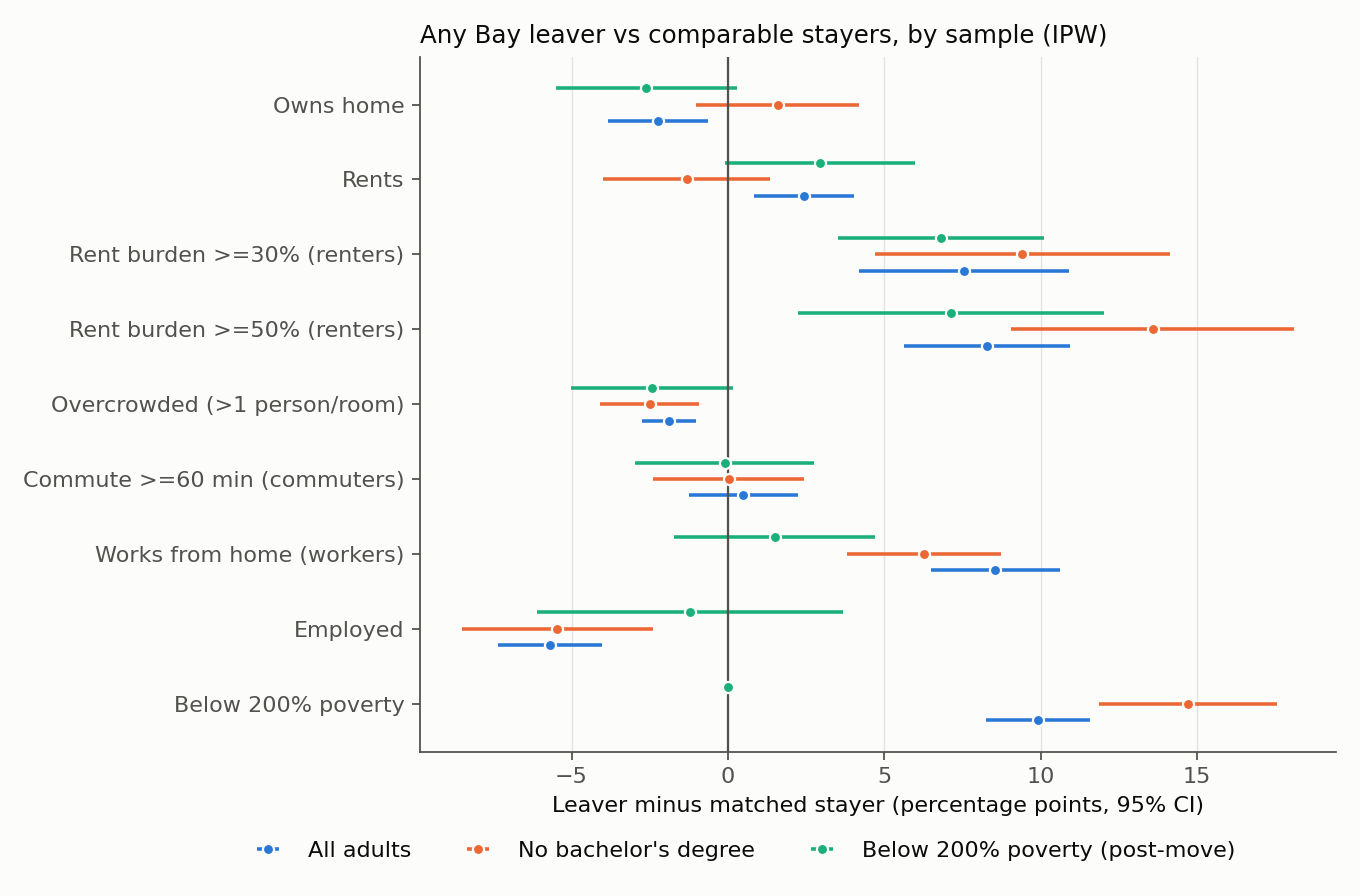 Any Bay leaver vs comparable stayers, by sample (IPW)
Owns home
Rents
Rent burden >=30% (renters)
Rent burden >=50% (renters)
Overcrowded (>1 person/room)
Commute >=60 min (commuters)
Works from home (workers)
Employed
Below 200% poverty
−5 0 5 10 15
Leaver minus matched stayer (percentage points, 95% CI)
All adults No bachelor's degree Below 200% poverty (post-move)